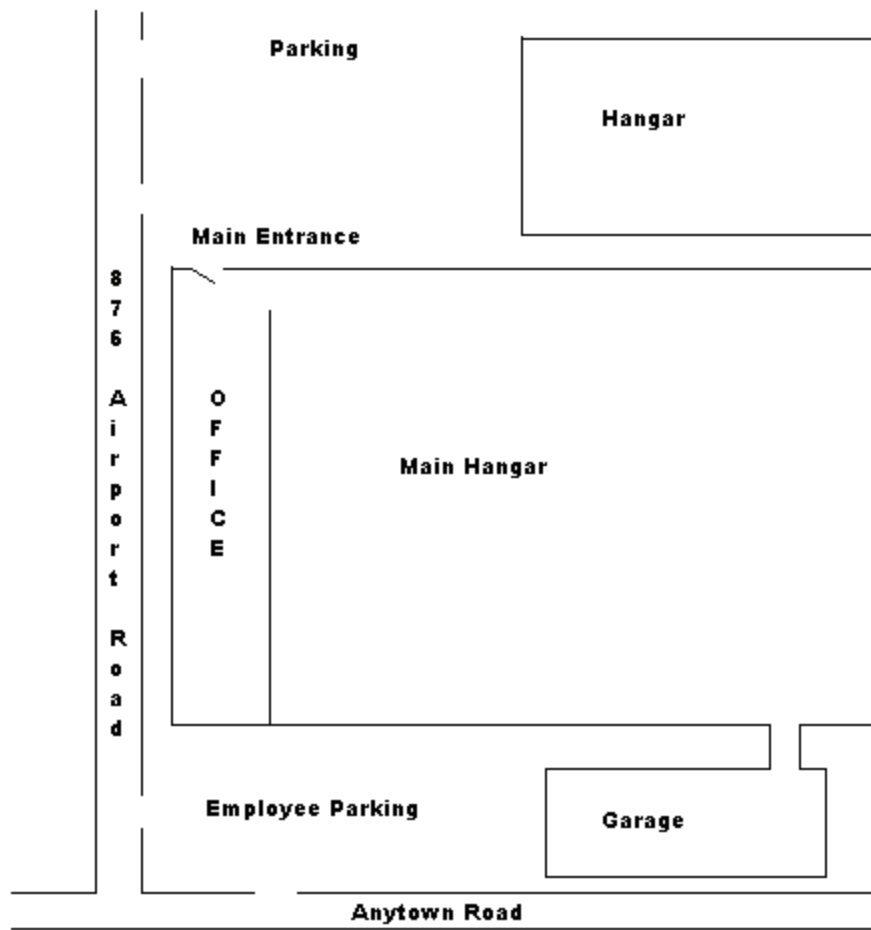 Parking
Hangar
Main Entrance
876 Airport Road
OFFICE
Main Hangar
Employee Parking
Garage
Anytown Road